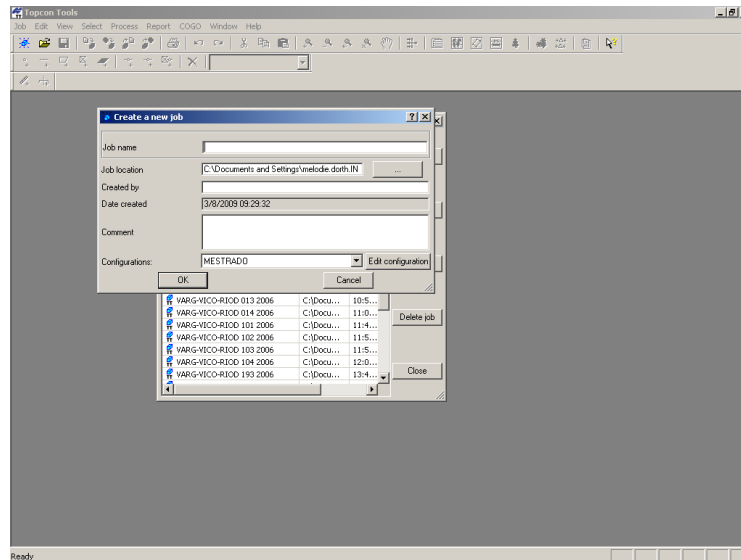 Topcon Tools
Job Edit View Select Process Report COGO Window Help
Create a new job
Job name
Job location C:\Documents and Settings\melodie.dorth.IN ...
Created by
Date created 3/8/2009 09:29:32
Comment
Configurations: MESTRADO Edit configuration
OK Cancel
VARG-VICO-RIOD 013 2006 C:\Docu... 10:5...
VARG-VICO-RIOD 014 2006 C:\Docu... 11:0...
Delete job
VARG-VICO-RIOD 101 2006 C:\Docu... 11:4...
VARG-VICO-RIOD 102 2006 C:\Docu... 11:5...
VARG-VICO-RIOD 103 2006 C:\Docu... 11:5...
VARG-VICO-RIOD 104 2006 C:\Docu... 12:0...
VARG-VICO-RIOD 193 2006 C:\Docu... 13:4...
Close
Ready